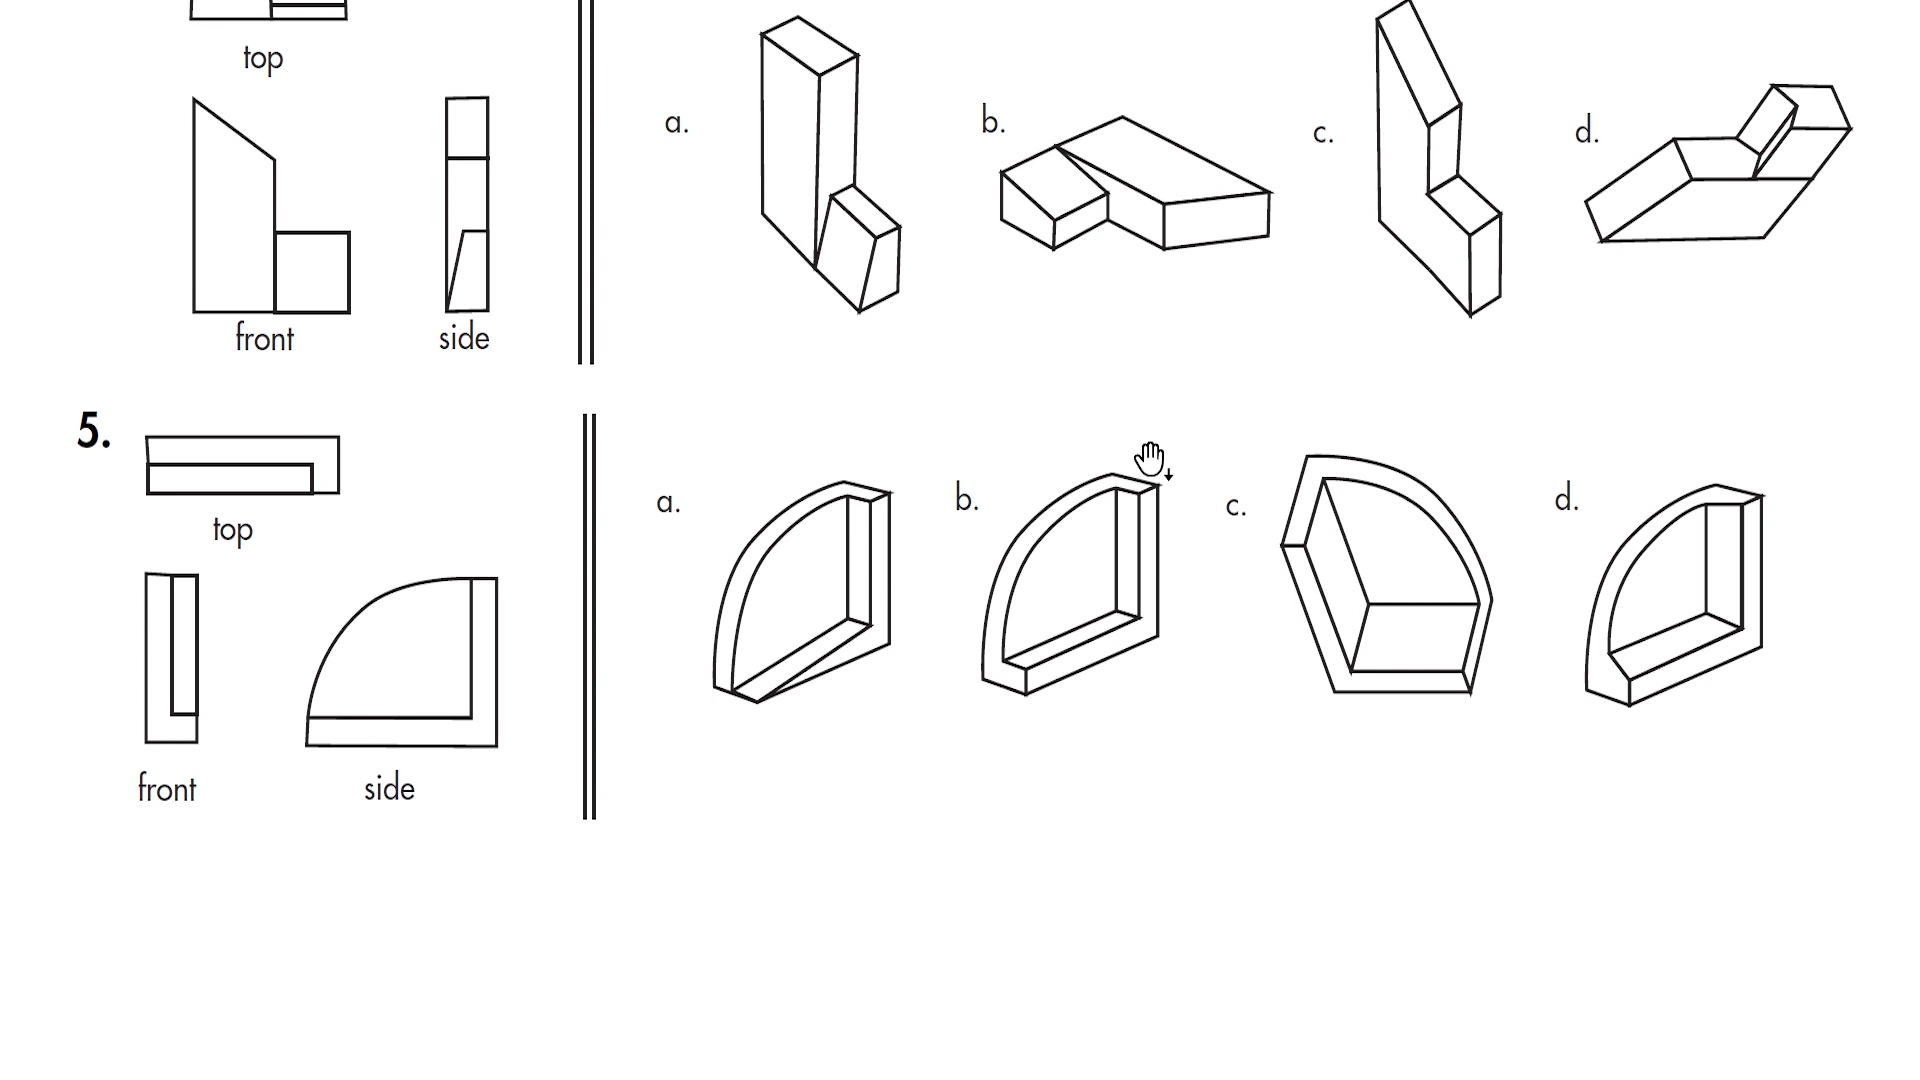 top
a.
b.
c.
d.
front
side
5.
top
a.
b.
c.
d.
front
side